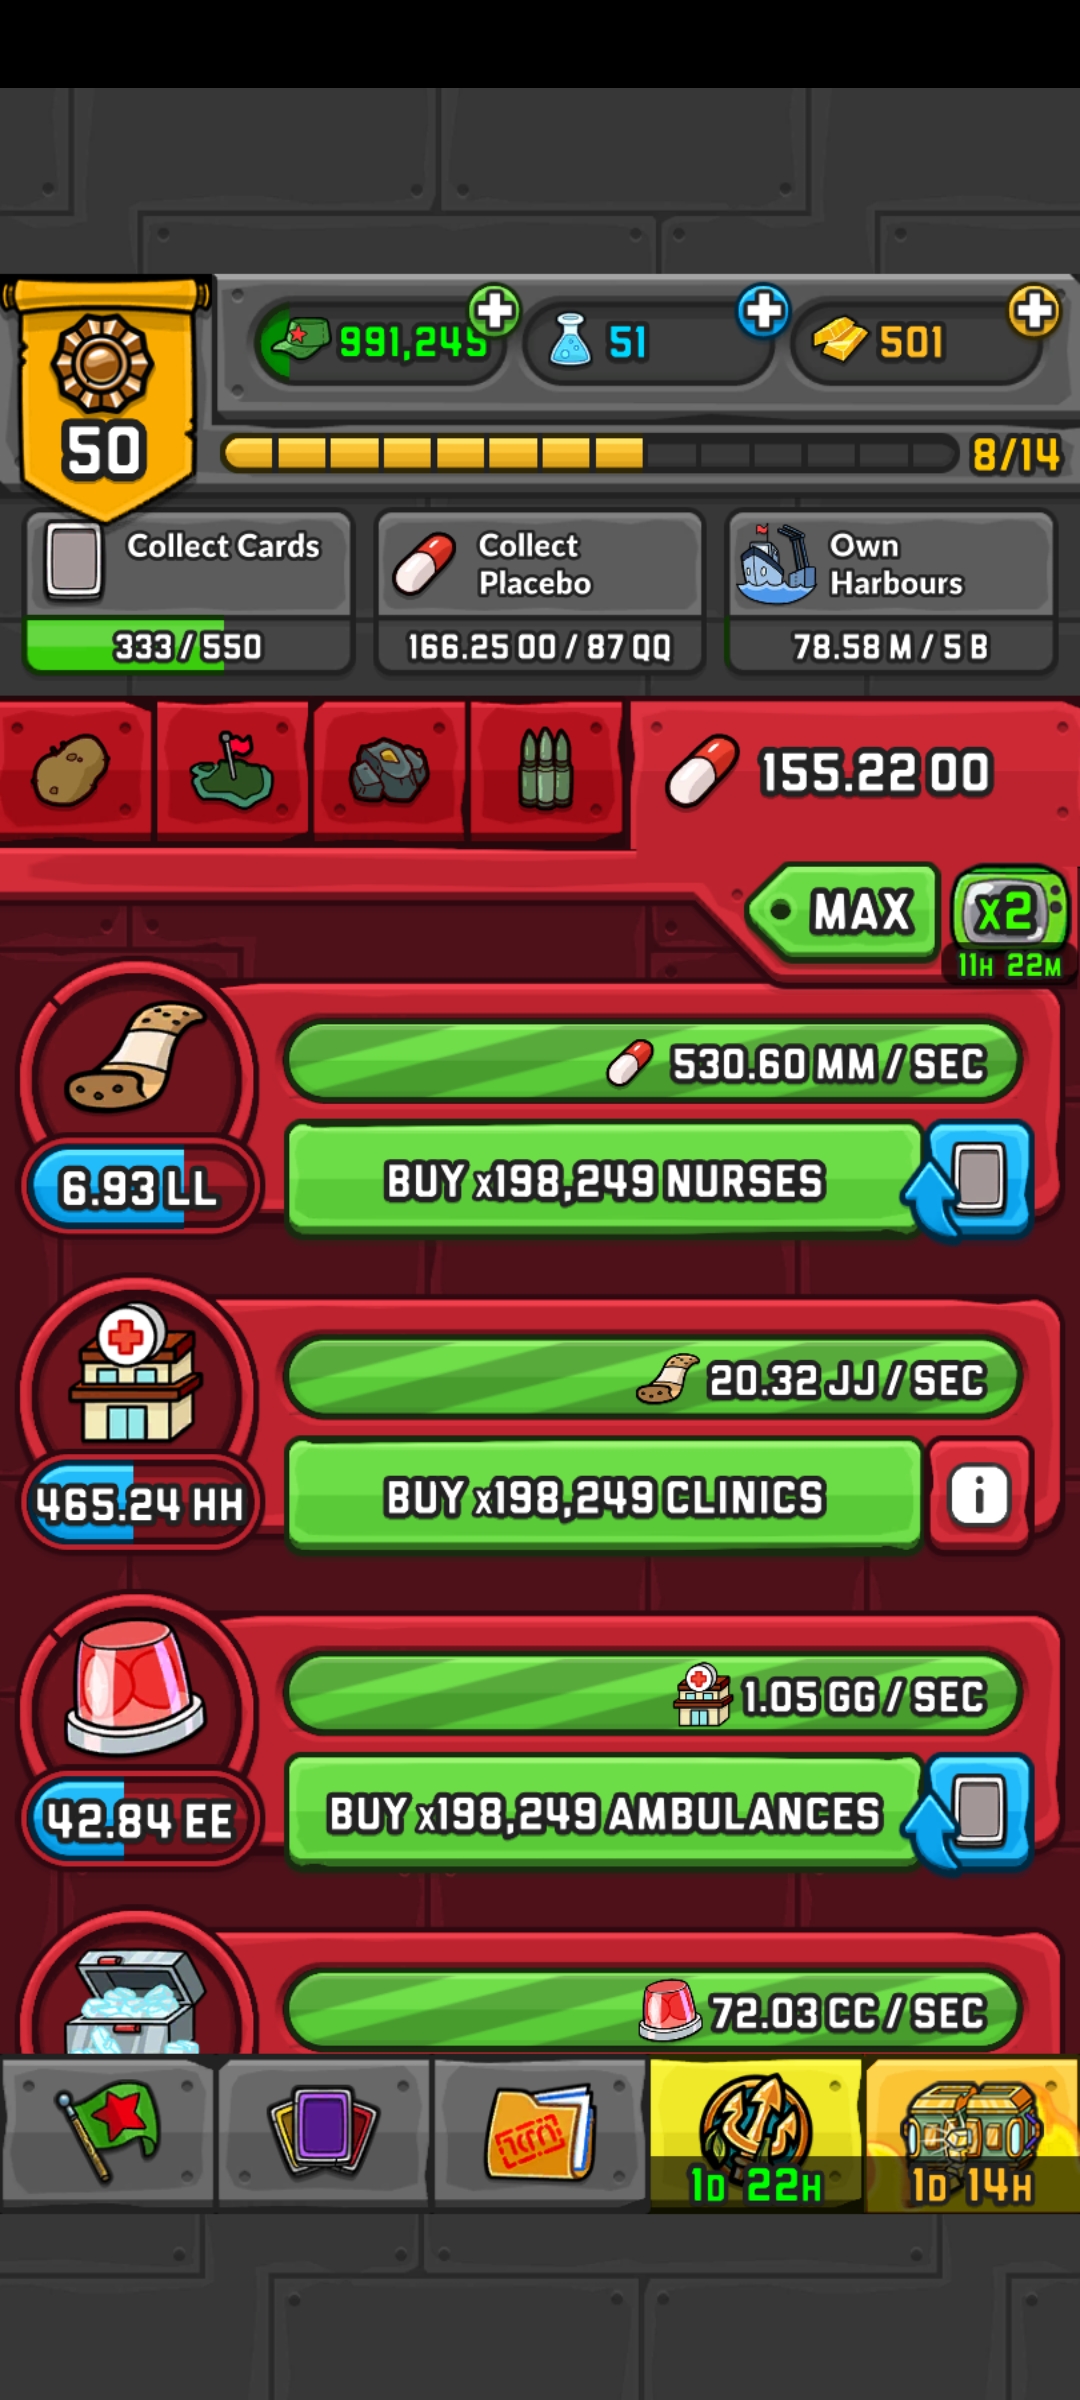 991,245
51
501
50
8/14
Collect Cards
333/550
Collect
Placebo
166.25 OO / 87 QQ
Own
Harbours
78.58 M / 5 B
155.22 OO
MAX
x2
11H 22M
530.60 MM / SEC
6.93 LL
BUY x198,249 NURSES
20.32 JJ / SEC
465.24 HH
BUY x198,249 CLINICS
i
1.05 GG / SEC
42.84 EE
BUY x198,249 AMBULANCES
72.03 CC / SEC
1D 22H
1D 14H